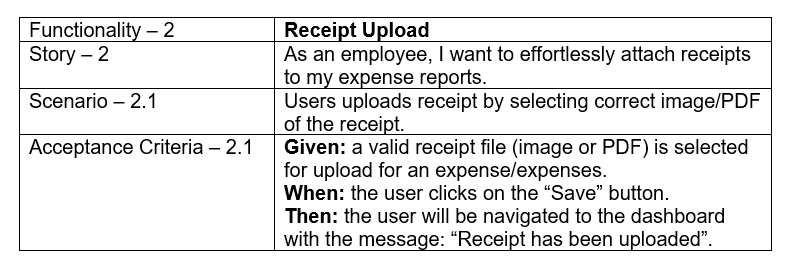 Functionality – 2 Receipt Upload
Story – 2 As an employee, I want to effortlessly attach receipts
to my expense reports.
Scenario – 2.1 Users uploads receipt by selecting correct image/PDF
of the receipt.
Acceptance Criteria – 2.1 Given: a valid receipt file (image or PDF) is selected
for upload for an expense/expenses.
When: the user clicks on the “Save” button.
Then: the user will be navigated to the dashboard
with the message: “Receipt has been uploaded”.